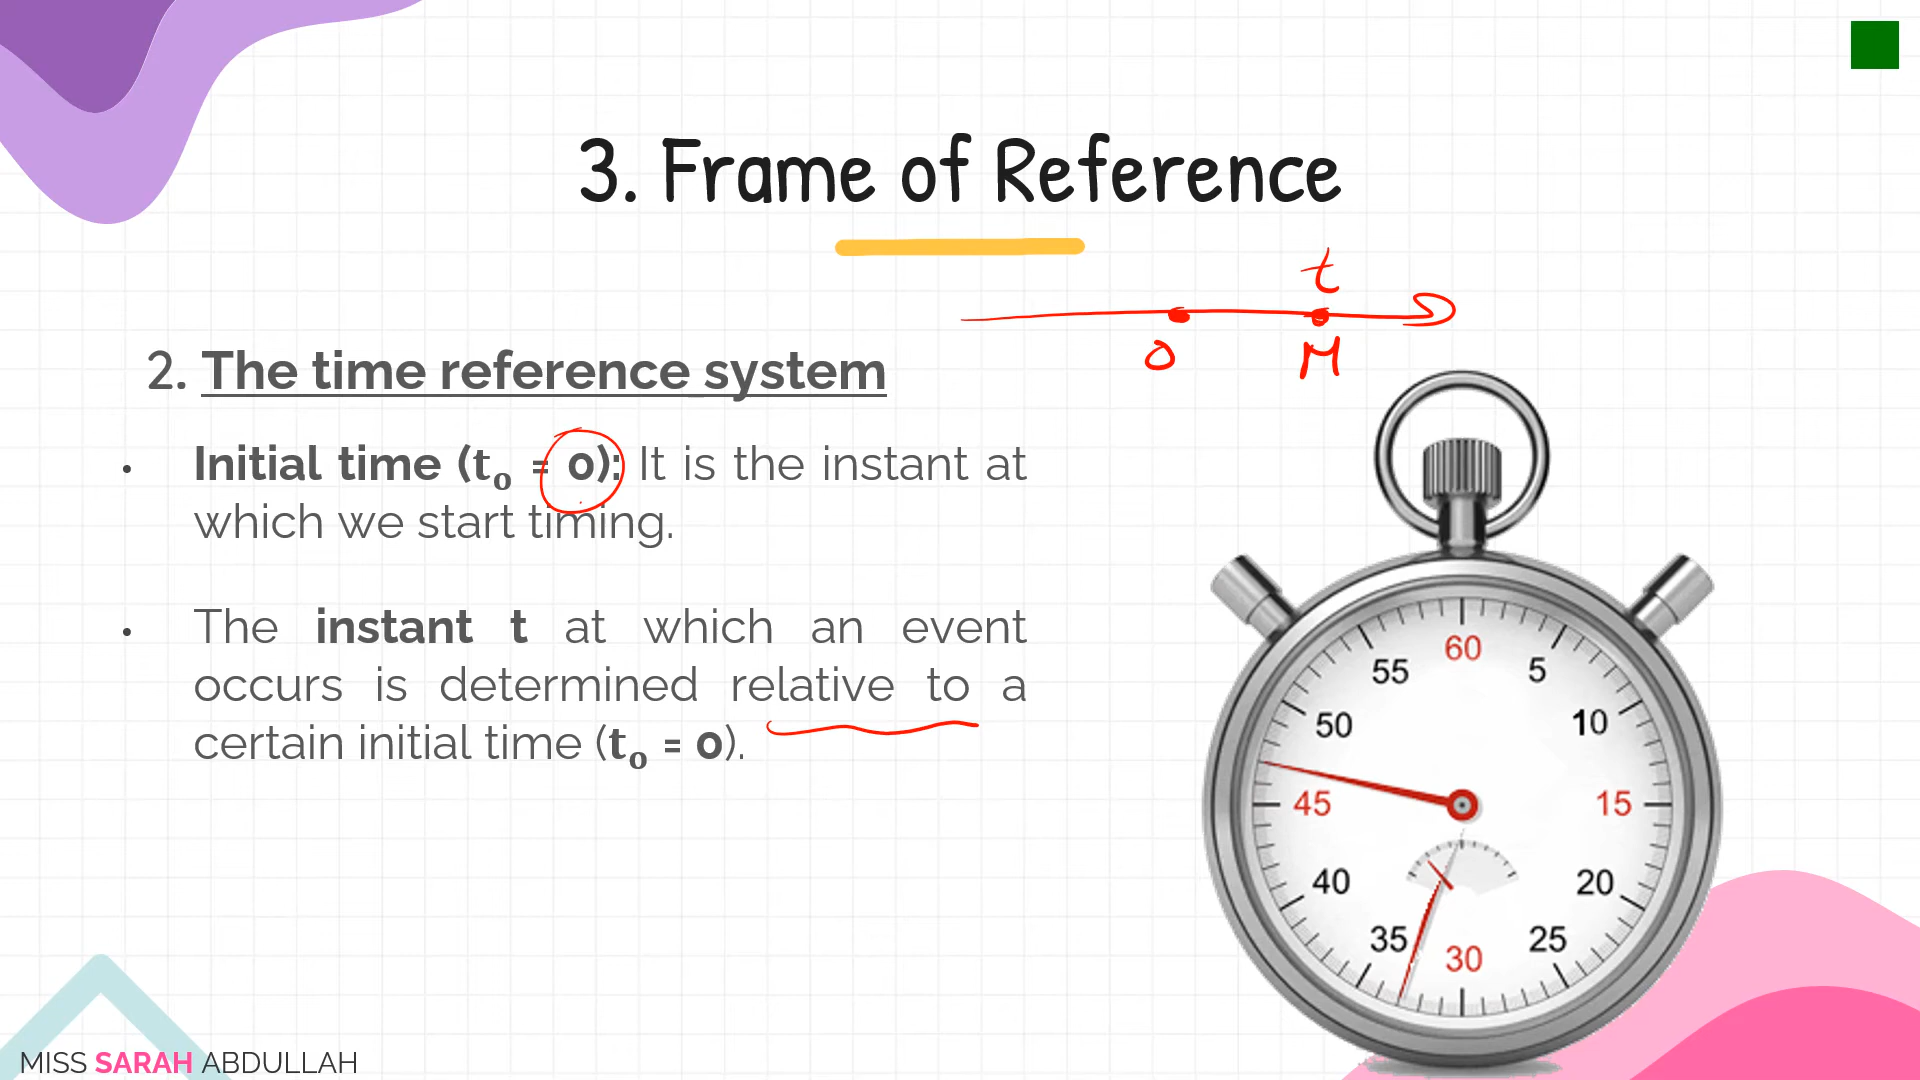 3. Frame of Reference
t
O M
2. The time reference system
• Initial time (t₀ = 0): It is the instant at
which we start timing.
• The instant t at which an event
occurs is determined relative to a
certain initial time (t₀ = 0).
60
55 5
50 10
45 15
40 20
35 25
30
MISS SARAH ABDULLAH